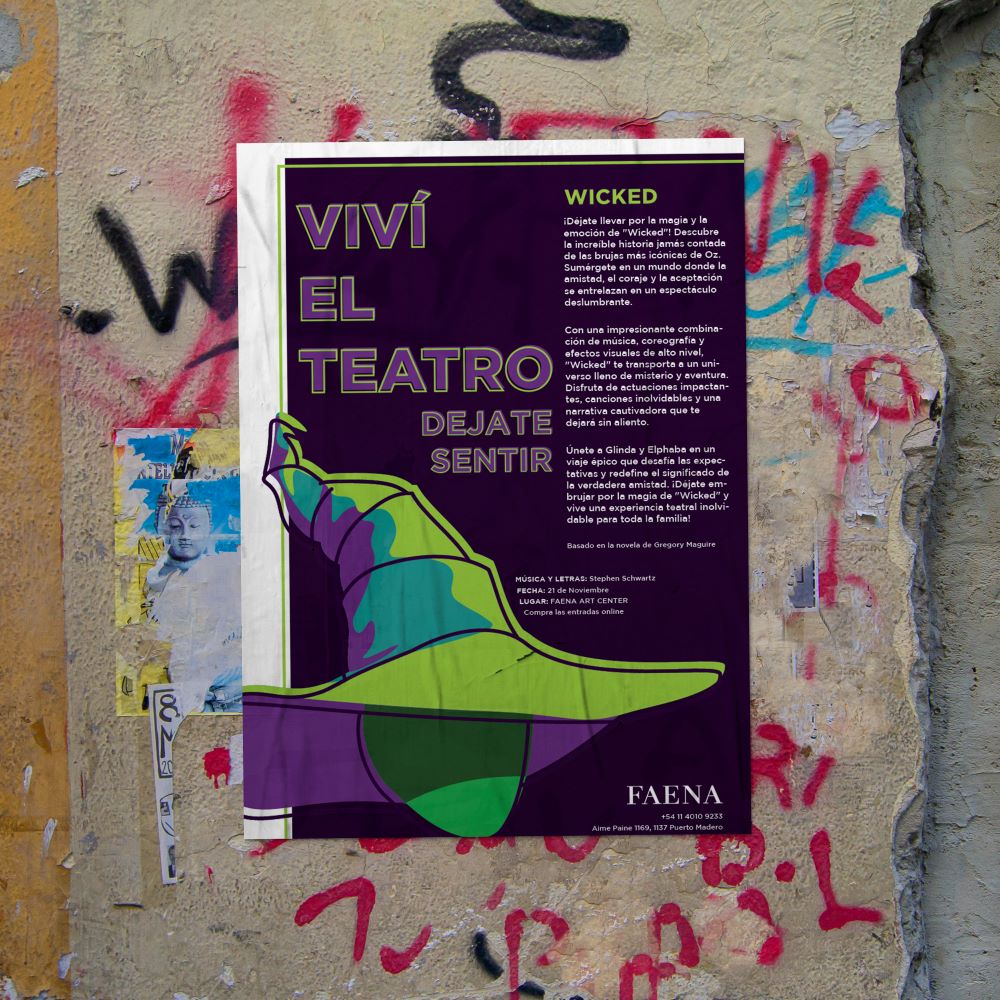 VIVÍ
EL
TEATRO
DEJATE
SENTIR
WICKED
¡Déjate llevar por la magia y la
emoción de "Wicked"! Descubre
la increíble historia jamás contada
de las brujas más icónicas de Oz.
Sumérgete en un mundo donde la
amistad, el coraje y la aceptación
se entrelazan en un espectáculo
deslumbrante.
Con una impresionante combina-
ción de música, coreografía y
efectos visuales de alto nivel,
"Wicked" te transporta a un uni-
verso lleno de misterio y aventura.
Disfruta de actuaciones impactan-
tes, canciones inolvidables y una
narrativa cautivadora que te
dejará sin aliento.
Únete a Glinda y Elphaba en un
viaje épico que desafía las expec-
tativas y redefine el significado de
la verdadera amistad. ¡Déjate em-
brujar por la magia de "Wicked" y
vive una experiencia teatral inolvi-
dable para toda la familia!
Basado en la novela de Gregory Maguire
MÚSICA Y LETRAS: Stephen Schwartz
FECHA: 21 de Noviembre
LUGAR: FAENA ART CENTER
Compra las entradas online
FAENA
+54 11 4010 9233
Aime Paine 1169, 1137 Puerto Madero